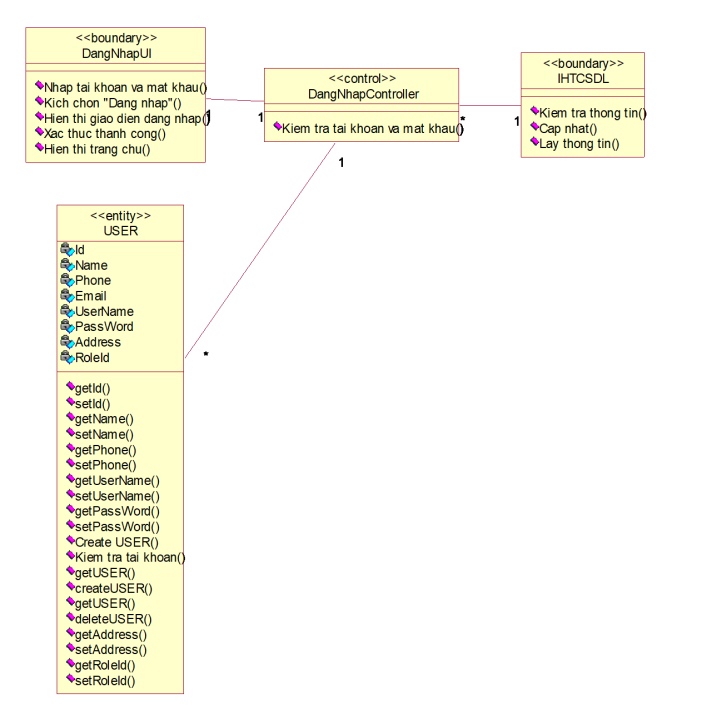 <<boundary>>
DangNhapUI
Nhap tai khoan va mat khau()
Kich chon "Dang nhap"()
Hien thi giao dien dang nhap()
Xac thuc thanh cong()
Hien thi trang chu()
1
1
<<control>>
DangNhapController
Kiem tra tai khoan va mat khau()
*
1
<<boundary>>
IHTCSDL
Kiem tra thong tin()
Cap nhat()
Lay thong tin()
1
*
<<entity>>
USER
Id
Name
Phone
Email
UserName
PassWord
Address
RoleId
getId()
setId()
getName()
setName()
getPhone()
setPhone()
getUserName()
setUserName()
getPassWord()
setPassWord()
Create USER()
Kiem tra tai khoan()
getUSER()
createUSER()
getUSER()
deleteUSER()
getAddress()
setAddress()
getRoleId()
setRoleId()